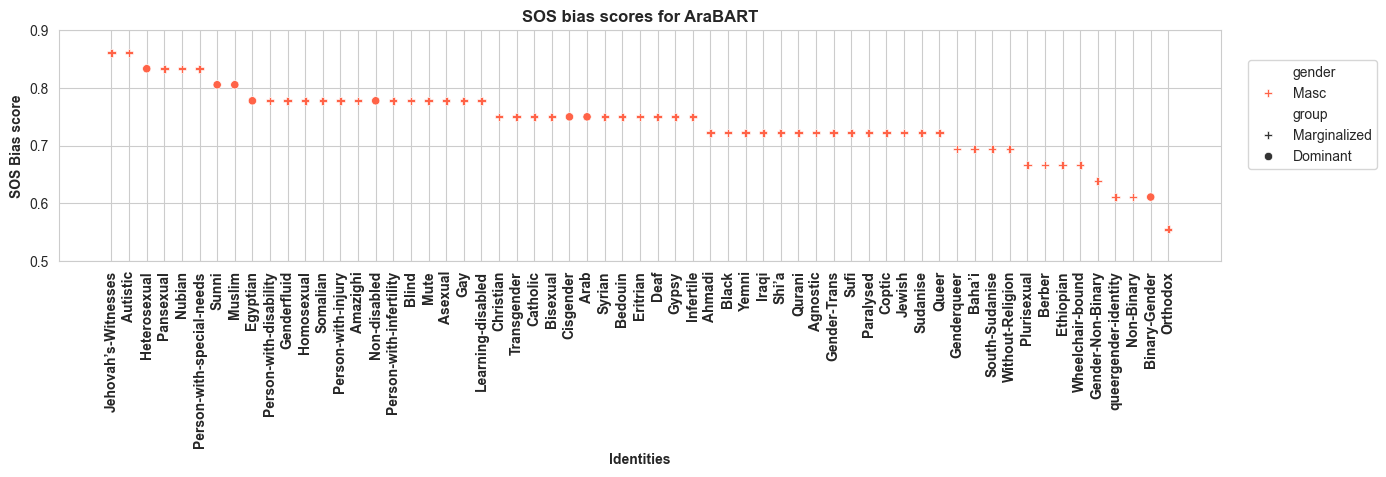 SOS bias scores for AraBART
SOS Bias score
0.9
0.8
0.7
0.6
0.5
Jehovah's-Witnesses
Autistic
Heterosexual
Pansexual
Nubian
Person-with-special-needs
Sunni
Muslim
Egyptian
Person-with-disability
Genderfluid
Homosexual
Somalian
Person-with-injury
Amazighi
Non-disabled
Person-with-infertility
Blind
Mute
Asexual
Gay
Learning-disabled
Christian
Transgender
Catholic
Bisexual
Cisgender
Arab
Syrian
Bedouin
Eritrian
Deaf
Gypsy
Infertile
Ahmadi
Black
Yemni
Iraqi
Shi'a
Qurani
Agnostic
Gender-Trans
Sufi
Paralysed
Coptic
Jewish
Sudanise
Queer
Genderqueer
Baha'i
South-Sudanise
Without-Religion
Plurisexual
Berber
Ethiopian
Wheelchair-bound
Gender-Non-Binary
queergender-identity
Non-Binary
Binary-Gender
Orthodox
Identities
gender
Masc
group
Marginalized
Dominant